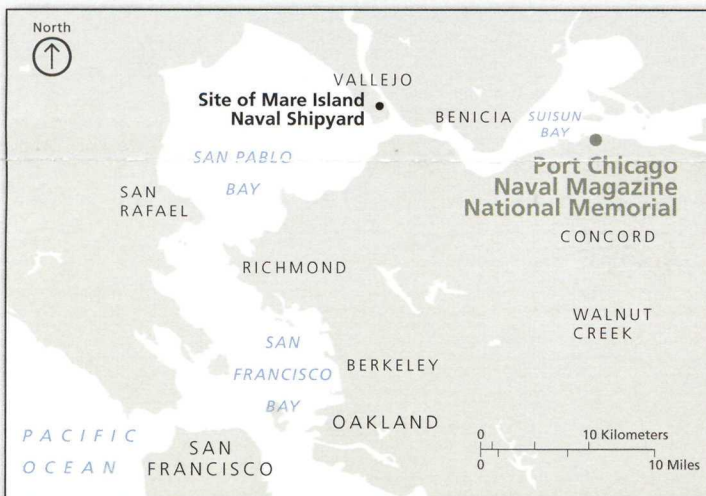 North
VALLEJO
Site of Mare Island
Naval Shipyard
BENICIA
SUISUN
BAY
SAN PABLO
BAY
Port Chicago
Naval Magazine
National Memorial
SAN
RAFAEL
CONCORD
RICHMOND
WALNUT
CREEK
SAN
FRANCISCO
BAY
BERKELEY
OAKLAND
PACIFIC
OCEAN
SAN
FRANCISCO
0 10 Kilometers
0 10 Miles